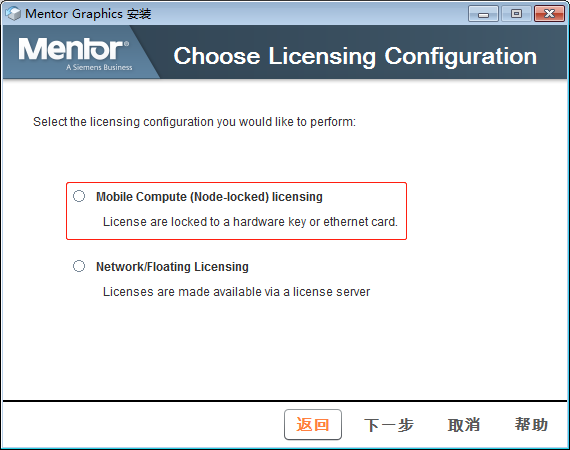 Mentor Graphics 安装
Mentor®
A Siemens Business
Choose Licensing Configuration
Select the licensing configuration you would like to perform:
Mobile Compute (Node-locked) licensing
License are locked to a hardware key or ethernet card.
Network/Floating Licensing
Licenses are made available via a license server
返回 下一步 取消 帮助